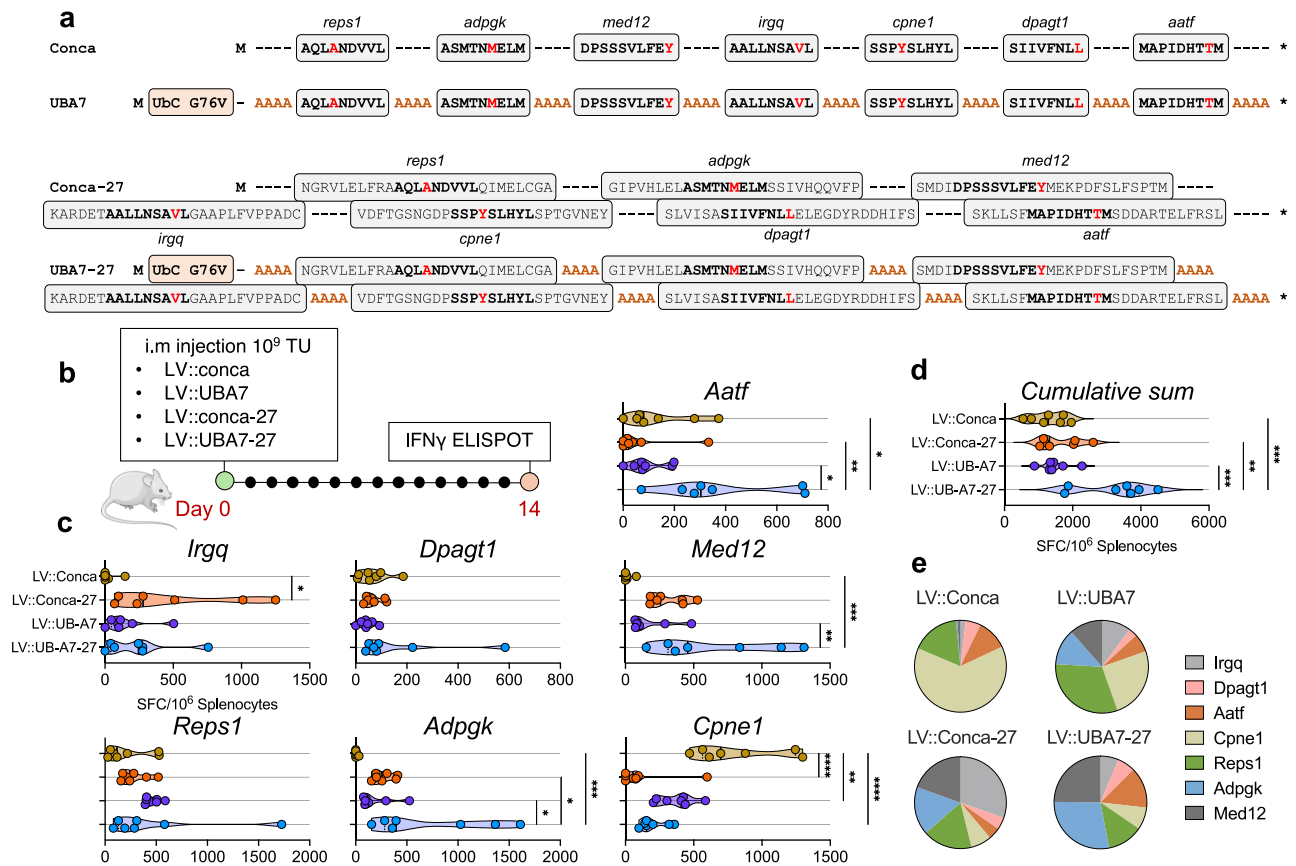 a
reps1 adpgk med12 irgq cpne1 dpagt1 aatf
Conca M ---- AQLANDVVL ---- ASMTNMELM ---- DPSSSVLFEY ---- AALLNSAVL ---- SSPYSLHYL ---- SIIVFNLL ---- MAPIDHTTM ---- *
UBA7 M UbC G76V - AAAA AQLANDVVL AAAA ASMTNMELM AAAA DPSSSVLFEY AAAA AALLNSAVL AAAA SSPYSLHYL AAAA SIIVFNLL AAAA MAPIDHTTM AAAA *
reps1 adpgk med12
Conca-27 M ---- NGRVLELFRAAQLANDVVLQIMELCGA ---- GIPVHLELASMTNMELMSSIVHQQVFP ---- SMDIDPSSSVLFEYMEKPDFSLFSPTM ----
KARDETAALLNSAVLGAAPLFVPPADC ---- VDFTGSNGDPSSPYSLHYLSPTGVNEY ---- SLVISASIIVFNLLELEGDYRDDHIFS ---- SKLLSFMAPIDHTTMSDDARTELFRSL ---- *
irgq cpne1 dpagt1 aatf
UBA7-27 M UbC G76V - AAAA NGRVLELFRAAQLANDVVLQIMELCGA AAAA GIPVHLELASMTNMELMSSIVHQQVFP AAAA SMDIDPSSSVLFEYMEKPDFSLFSPTM AAAA
KARDETAALLNSAVLGAAPLFVPPADC AAAA VDFTGSNGDPSSPYSLHYLSPTGVNEY AAAA SLVISASIIVFNLLELEGDYRDDHIFS AAAA SKLLSFMAPIDHTTMSDDARTELFRSL AAAA *
b
i.m injection 10⁹ TU
• LV::conca
• LV::UBA7
• LV::conca-27
• LV::UBA7-27
IFNγ ELISPOT
Day 0 14
Aatf
* ** *
0 200 400 600 800
d
Cumulative sum
LV::Conca
LV::Conca-27
LV::UB-A7
LV::UB-A7-27
*** ** ***
0 2000 4000 6000
SFC/10⁶ Splenocytes
c
Irgq
LV::Conca
LV::Conca-27
LV::UB-A7
LV::UB-A7-27
*
0 500 1000 1500
SFC/10⁶ Splenocytes
Dpagt1
0 200 400 600 800
Med12
** ***
0 500 1000 1500
Reps1
0 500 1000 1500 2000
Adpgk
* * ***
0 500 1000 1500 2000
Cpne1
**** ** ****
0 500 1000 1500
e
LV::Conca LV::UBA7
LV::Conca-27 LV::UBA7-27
Irgq
Dpagt1
Aatf
Cpne1
Reps1
Adpgk
Med12